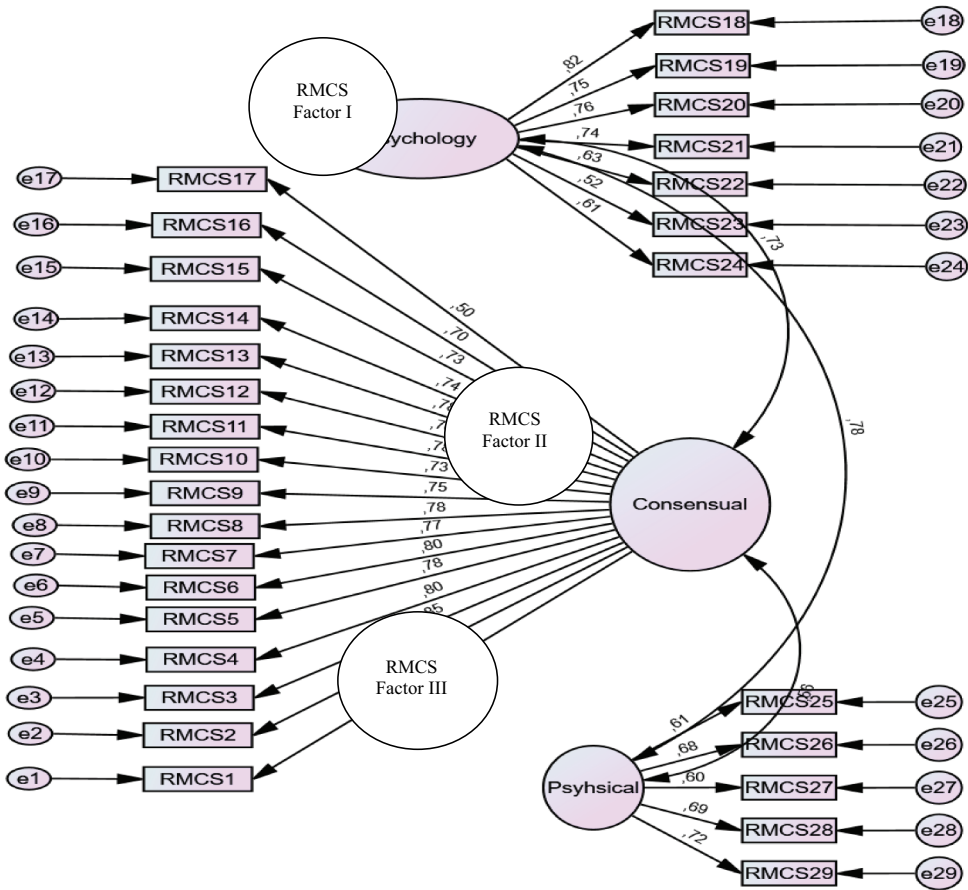 RMCS18
e18
RMCS
Factor I
,82
RMCS19
e19
,75
RMCS20
e20
,76
ychology
,74
RMCS21
e21
,63
RMCS22
e22
e17
RMCS17
,52
,61
RMCS23
e23
,73
e16
RMCS16
RMCS24
e24
e15
RMCS15
e14
RMCS14
,50
,70
e13
RMCS13
,73
,74
e12
RMCS12
e11
RMCS11
RMCS
Factor II
,78
e10
RMCS10
,73
e9
RMCS9
,75
Consensual
e8
RMCS8
,78
,77
e7
RMCS7
,80
e6
RMCS6
,78
e5
RMCS5
,80
e4
RMCS4
RMCS
Factor III
e3
RMCS3
RMCS25
e25
e2
RMCS2
,61
RMCS26
e26
,68
e1
RMCS1
Psyhsical
,60
RMCS27
e27
,69
RMCS28
e28
,72
RMCS29
e29